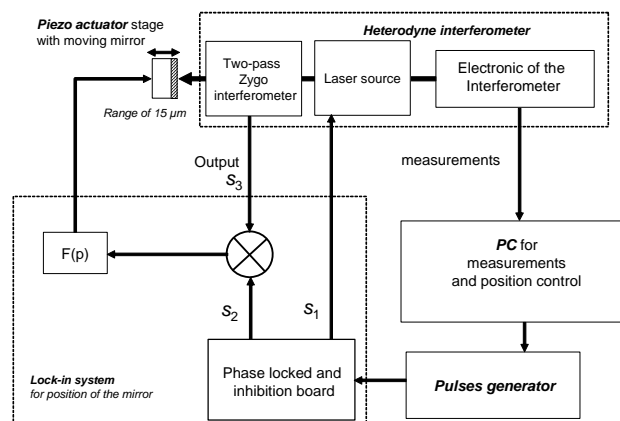 Piezo actuator stage
with moving mirror
Heterodyne interferometer
Two-pass
Zygo
interferometer
Laser source
Electronic of the
Interferometer
Range of 15 µm
Output
S3
measurements
F(p)
PC for
measurements
and position control
S2
S1
Lock-in system
for position of the mirror
Phase locked and
inhibition board
Pulses generator